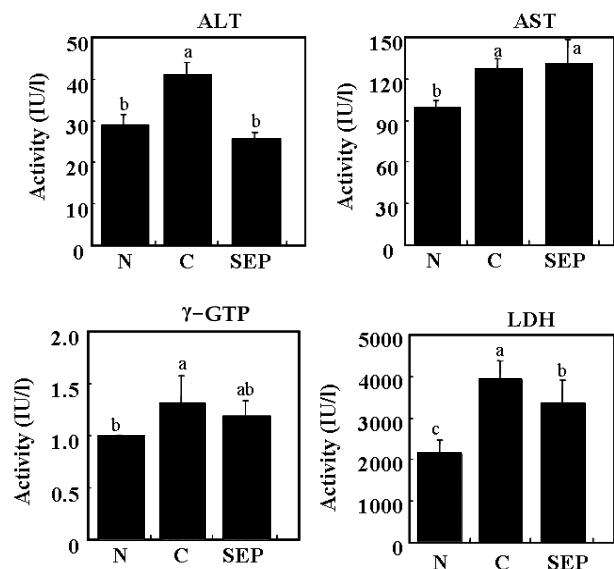 ALT
50
40
30
20
10
0
Activity (IU/l)
b
a
b
N C SEP
AST
150
120
90
60
30
0
Activity (IU/l)
b
a
a
N C SEP
γ-GTP
2.0
1.5
1.0
0.5
0
Activity (IU/l)
b
a
ab
N C SEP
LDH
5000
4000
3000
2000
1000
0
Activity (IU/l)
c
a
b
N C SEP